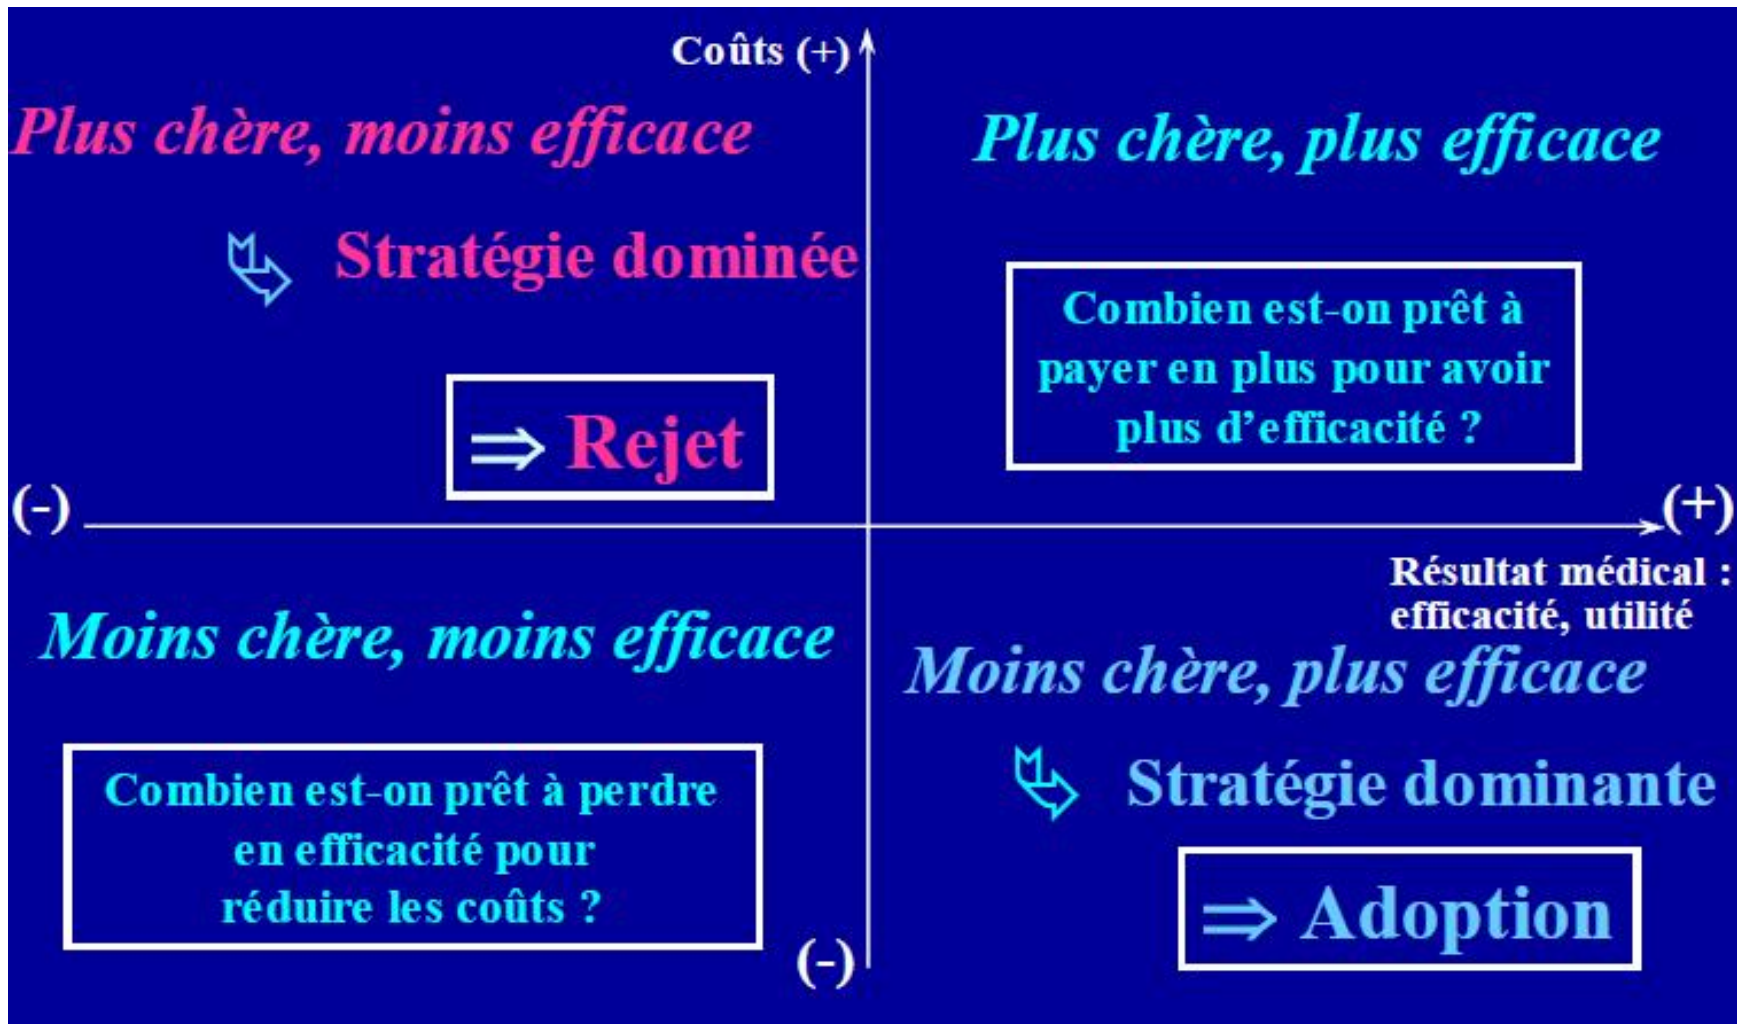 Coûts (+)
Plus chère, moins efficace
Stratégie dominée
⇒ Rejet
Plus chère, plus efficace
Combien est-on prêt à
payer en plus pour avoir
plus d’efficacité ?
(-)
(+)
Résultat médical :
efficacité, utilité
Moins chère, moins efficace
Combien est-on prêt à perdre
en efficacité pour
réduire les coûts ?
Moins chère, plus efficace
Stratégie dominante
⇒ Adoption
(-)